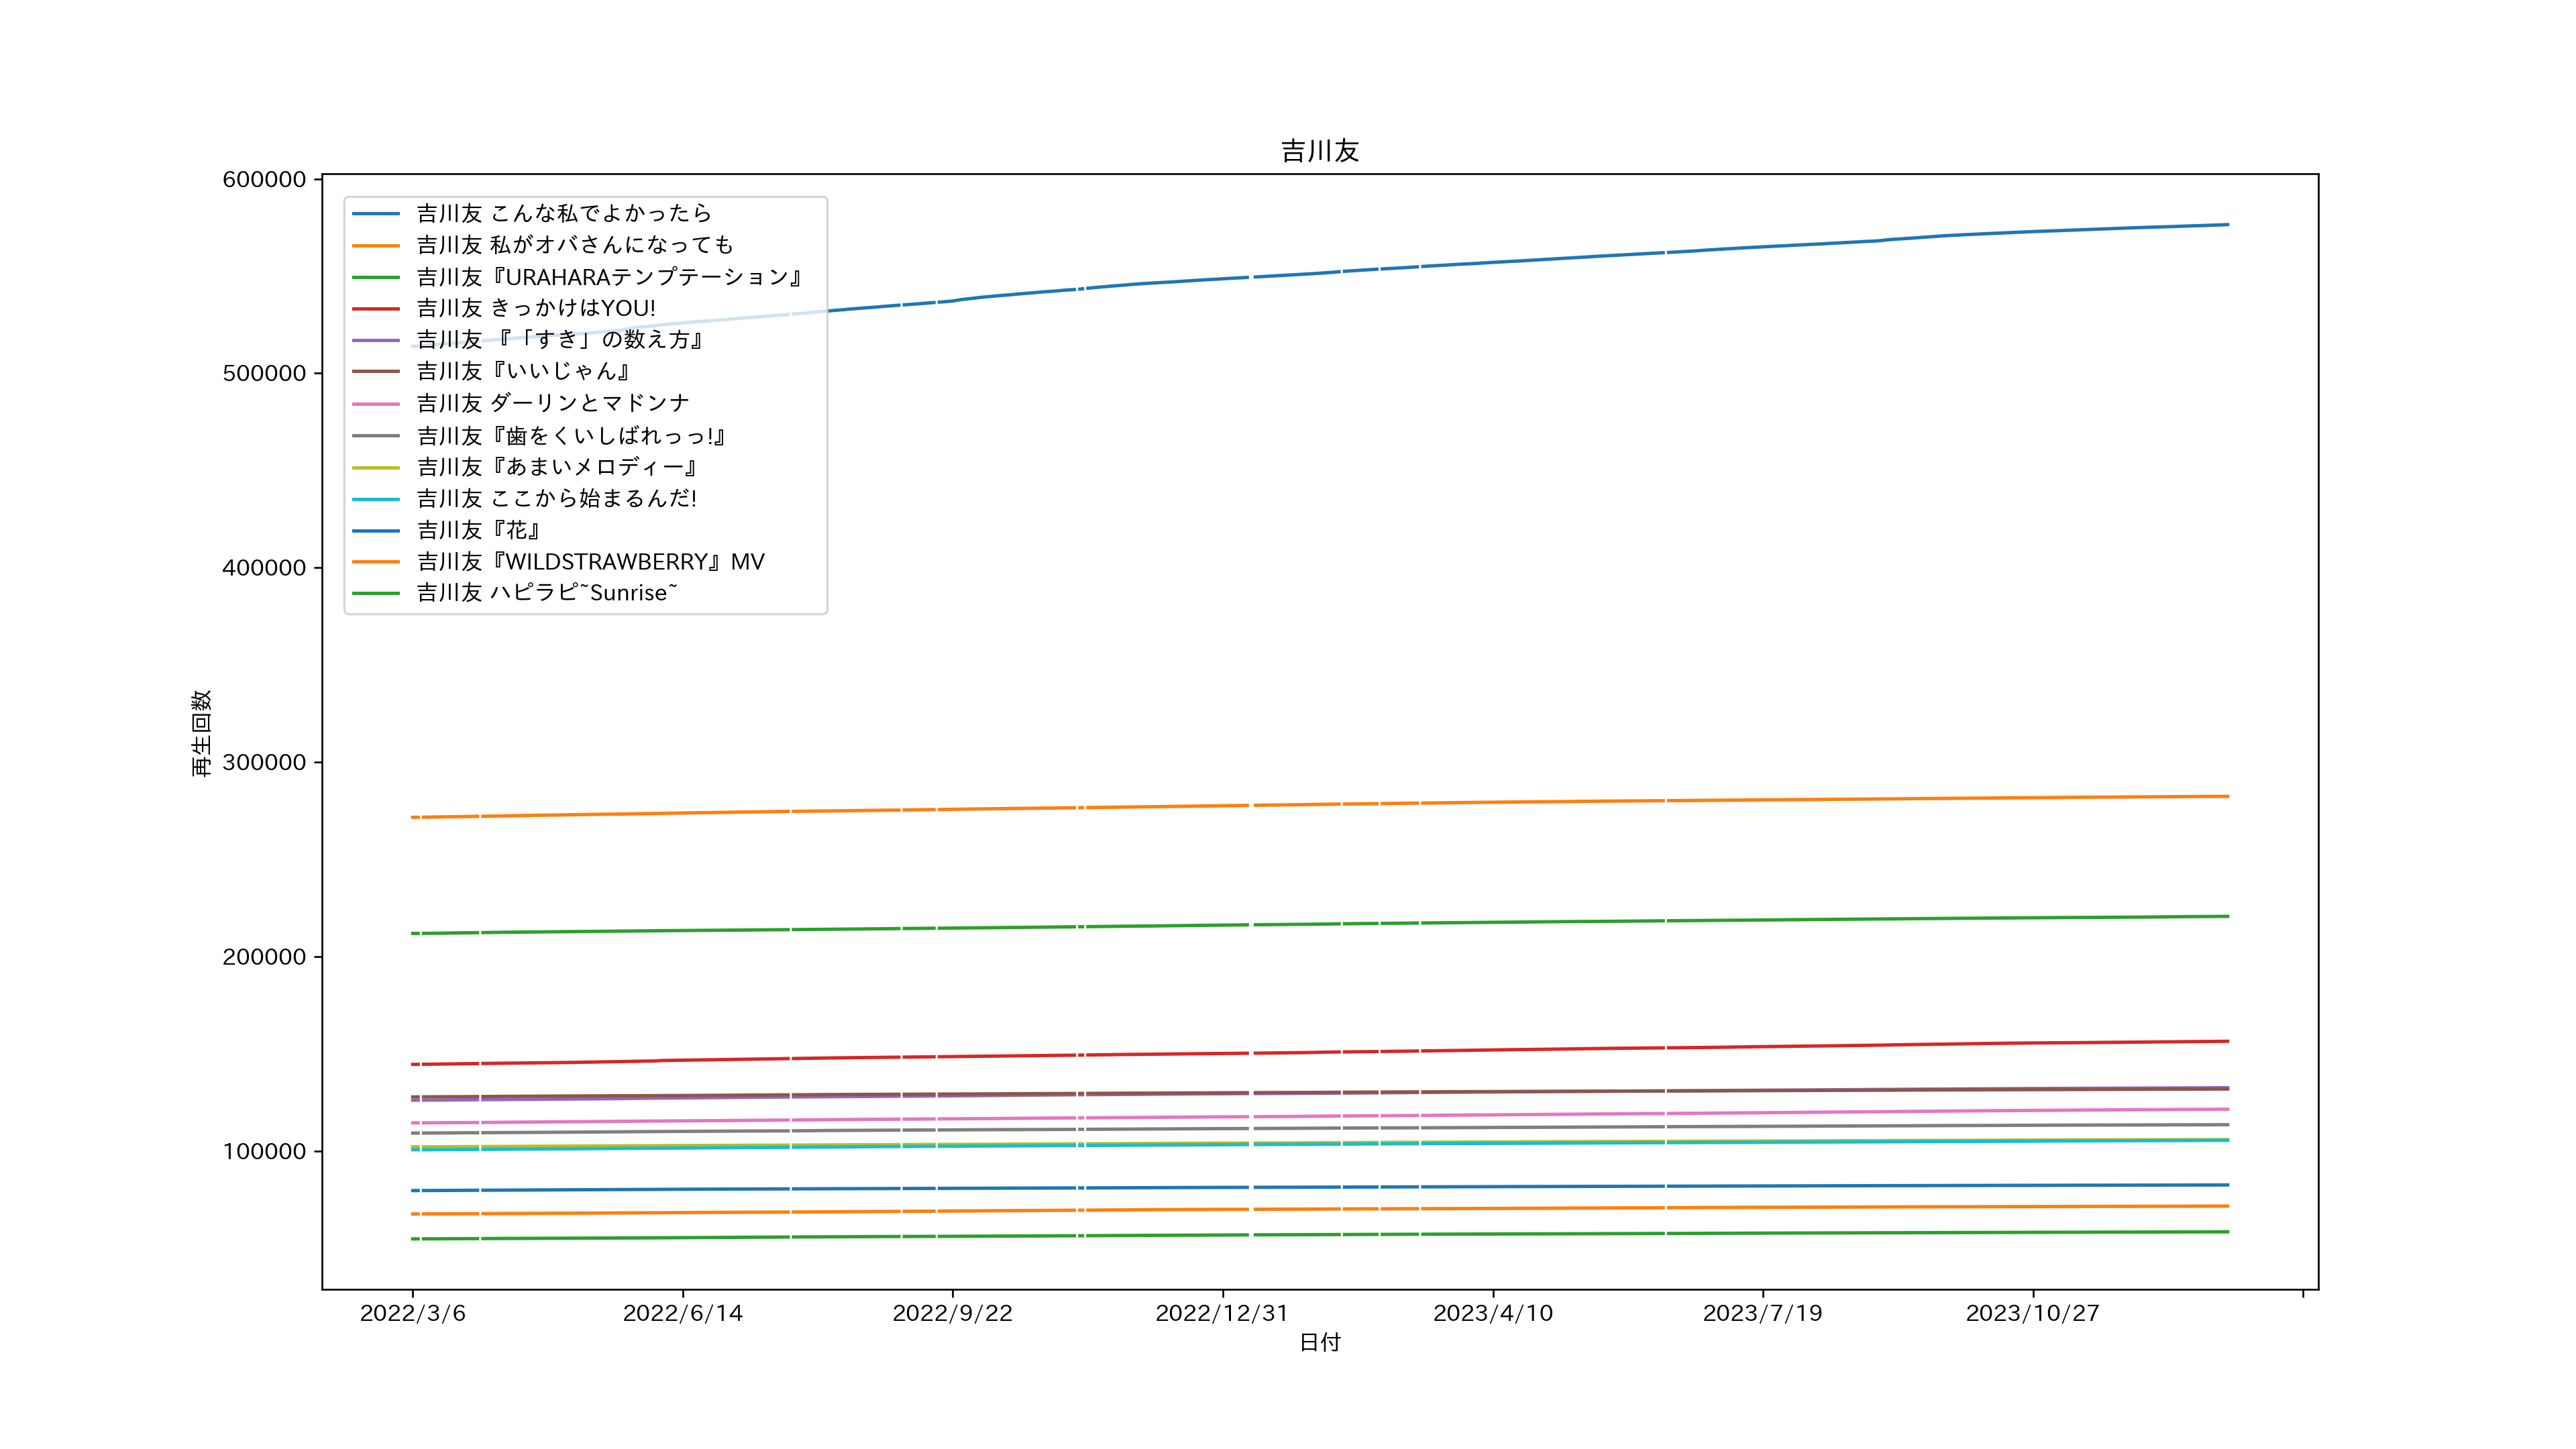 吉川友
600000
500000
400000
300000
200000
100000
再生回数
吉川友 こんな私でよかったら
吉川友 私がオバさんになっても
吉川友『URAHARAテンプテーション』
吉川友 きっかけはYOU!
吉川友 『「すき」の数え方』
吉川友『いいじゃん』
吉川友 ダーリンとマドンナ
吉川友『歯をくいしばれっっ!』
吉川友『あまいメロディー』
吉川友 ここから始まるんだ!
吉川友『花』
吉川友『WILDSTRAWBERRY』MV
吉川友 ハピラピ~Sunrise~
2022/3/6 2022/6/14 2022/9/22 2022/12/31 2023/4/10 2023/7/19 2023/10/27
日付